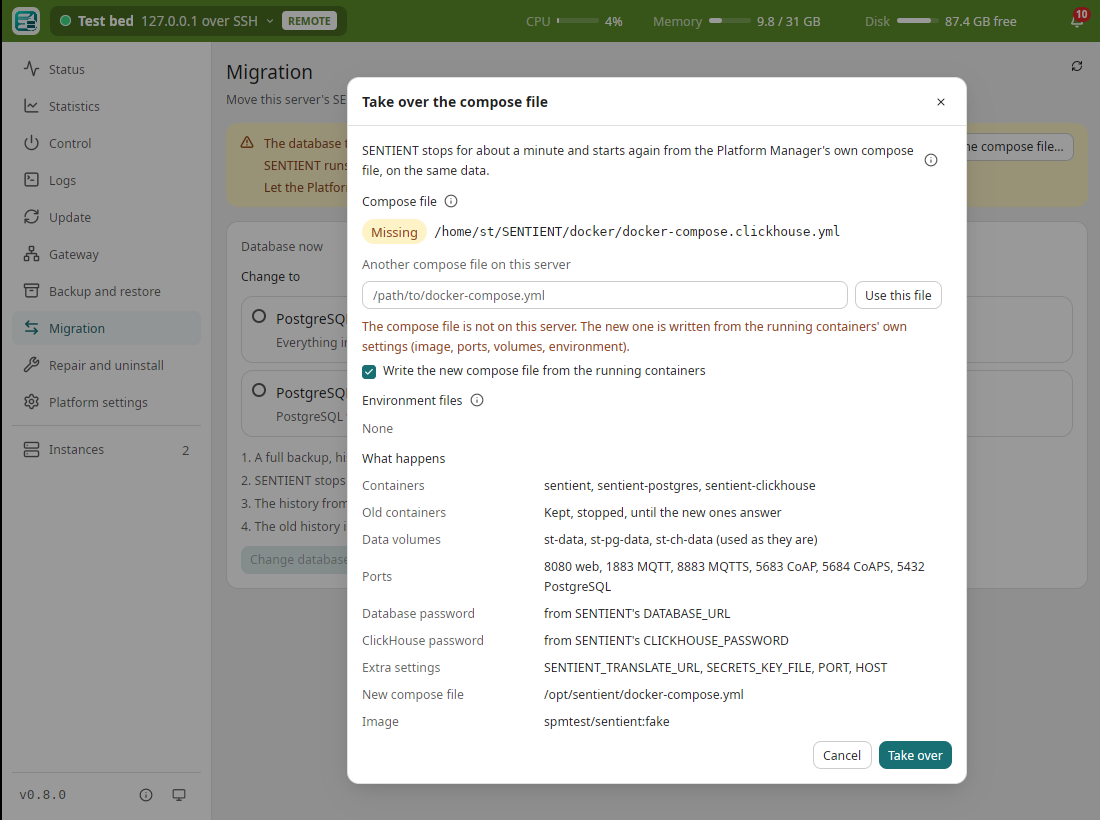 Test bed 127.0.0.1 over SSH REMOTE
CPU 4% Memory 9.8 / 31 GB Disk 87.4 GB free 10
Status
Statistics
Control
Logs
Update
Gateway
Backup and restore
Migration
Repair and uninstall
Platform settings
Instances 2
v0.8.0
Migration
Move this server's SE
The database
SENTIENT runs
Let the Platfor
e compose file...
Database now
Change to
PostgreSQL
Everything in
PostgreSQL
PostgreSQL
1. A full backup, hi
2. SENTIENT stops
3. The history from
4. The old history i
Change database
Take over the compose file
SENTIENT stops for about a minute and starts again from the Platform Manager's own compose
file, on the same data.
Compose file
Missing /home/st/SENTIENT/docker/docker-compose.clickhouse.yml
Another compose file on this server
/path/to/docker-compose.yml Use this file
The compose file is not on this server. The new one is written from the running containers' own
settings (image, ports, volumes, environment).
Write the new compose file from the running containers
Environment files
None
What happens
Containers sentient, sentient-postgres, sentient-clickhouse
Old containers Kept, stopped, until the new ones answer
Data volumes st-data, st-pg-data, st-ch-data (used as they are)
Ports 8080 web, 1883 MQTT, 8883 MQTTS, 5683 CoAP, 5684 CoAPS, 5432
PostgreSQL
Database password from SENTIENT's DATABASE_URL
ClickHouse password from SENTIENT's CLICKHOUSE_PASSWORD
Extra settings SENTIENT_TRANSLATE_URL, SECRETS_KEY_FILE, PORT, HOST
New compose file /opt/sentient/docker-compose.yml
Image spmtest/sentient:fake
Cancel Take over